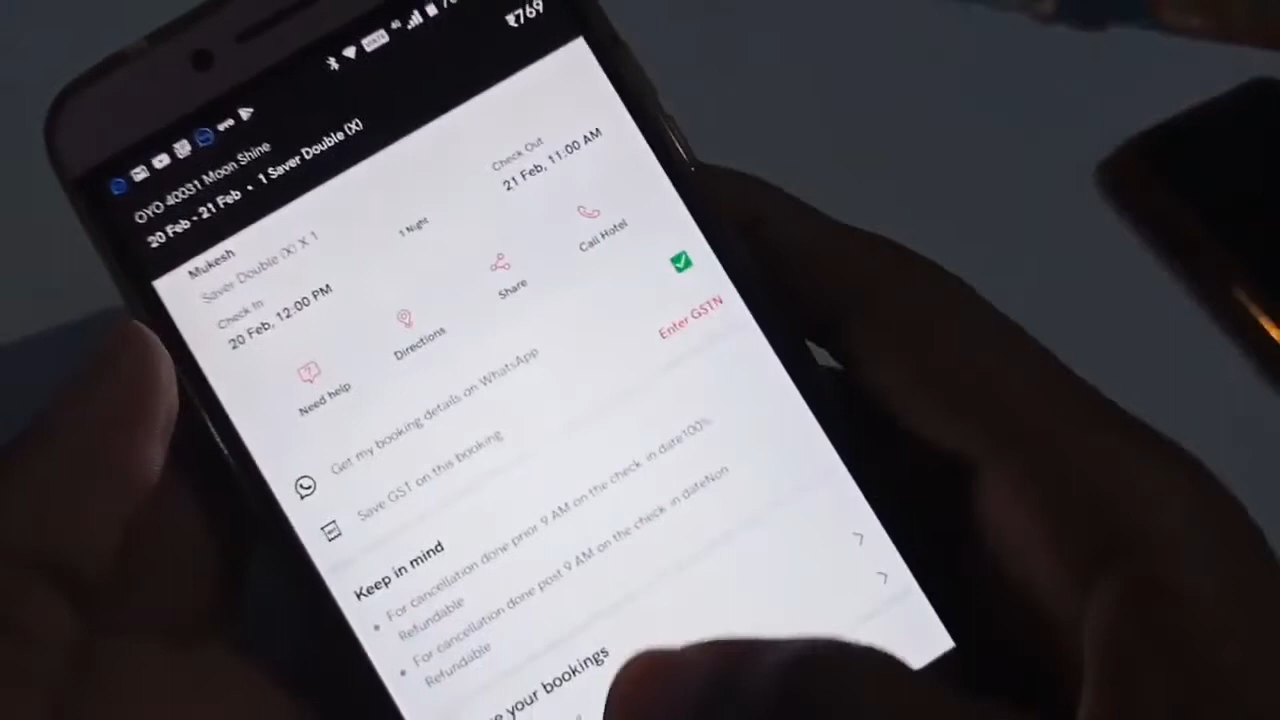 ₹769
OYO 40031 Moon Shine
20 Feb - 21 Feb • 1 Saver Double (X)
Mukesh
Saver Double (X) X 1
Check In
20 Feb, 12:00 PM
1 Night
Check Out
21 Feb, 11:00 AM
Need help
Directions
Share
Call Hotel
Get my booking details on WhatsApp
Save GST on this booking
Enter GSTN
Keep in mind
For cancellation done prior 9 AM on the check in date100%
Refundable
For cancellation done post 9 AM on the check in dateNon
Refundable
your bookings